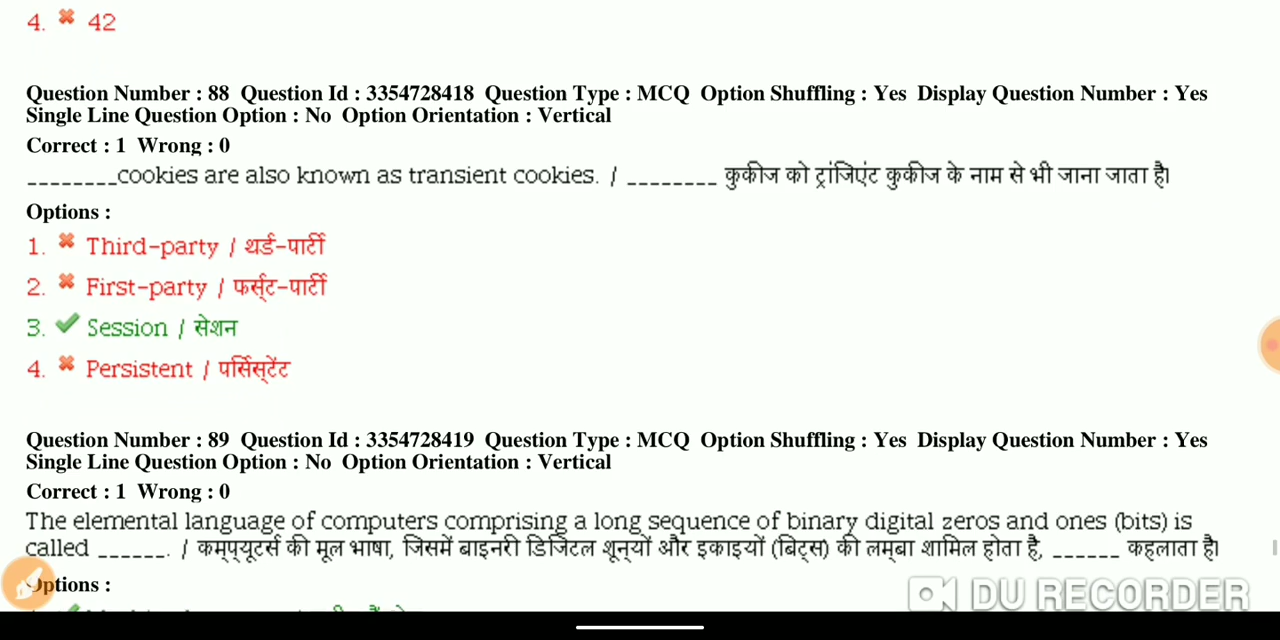 4. 42
Question Number : 88 Question Id : 3354728418 Question Type : MCQ Option Shuffling : Yes Display Question Number : Yes
Single Line Question Option : No Option Orientation : Vertical
Correct : 1 Wrong : 0
________cookies are also known as transient cookies. / ________ कुकीज को ट्रांजिएंट कुकीज के नाम से भी जाना जाता है।
Options :
1. Third-party / थर्ड-पार्टी
2. First-party / फर्स्ट-पार्टी
3. Session / सेशन
4. Persistent / पर्सिस्टेंट
Question Number : 89 Question Id : 3354728419 Question Type : MCQ Option Shuffling : Yes Display Question Number : Yes
Single Line Question Option : No Option Orientation : Vertical
Correct : 1 Wrong : 0
The elemental language of computers comprising a long sequence of binary digital zeros and ones (bits) is
called ______. / कम्प्यूटर्स की मूल भाषा, जिसमें बाइनरी डिजिटल शून्यों और इकाइयों (बिट्स) की लम्बा शामिल होता है, ______ कहलाता है।
Options :
DU RECORDER